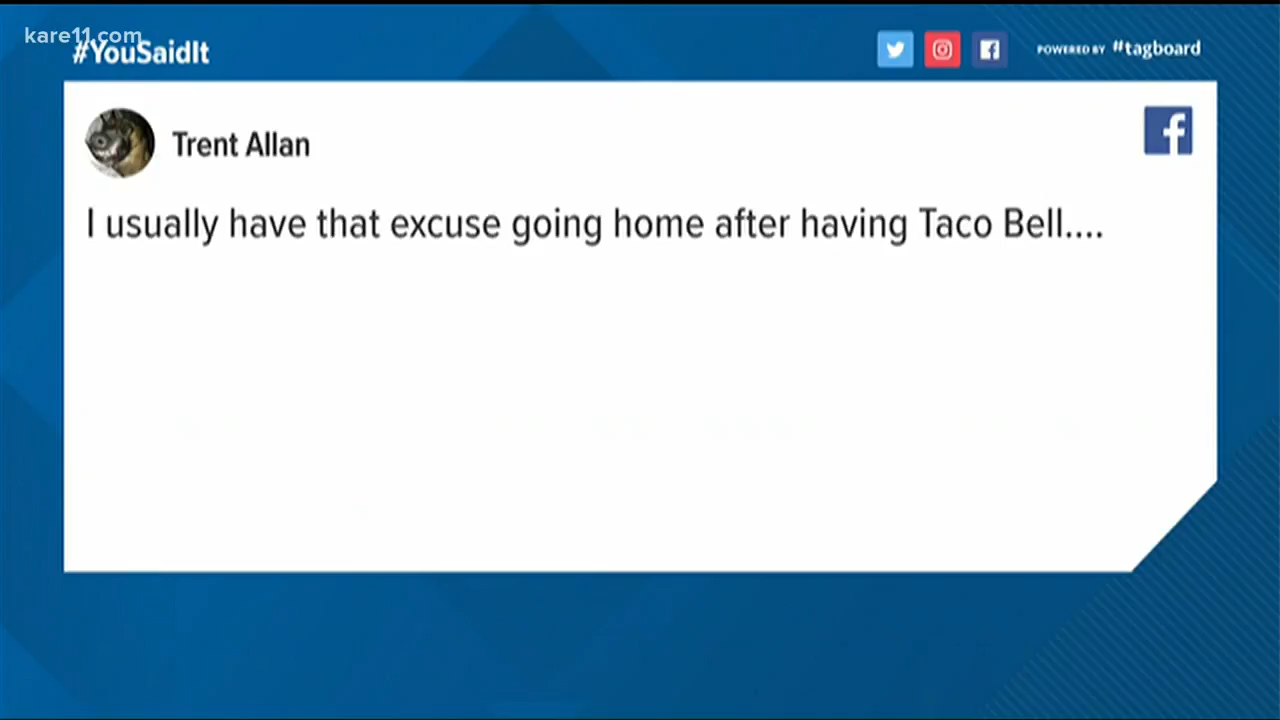 kare11.com
#YouSaidIt
POWERED BY #tagboard
Trent Allan
I usually have that excuse going home after having Taco Bell....